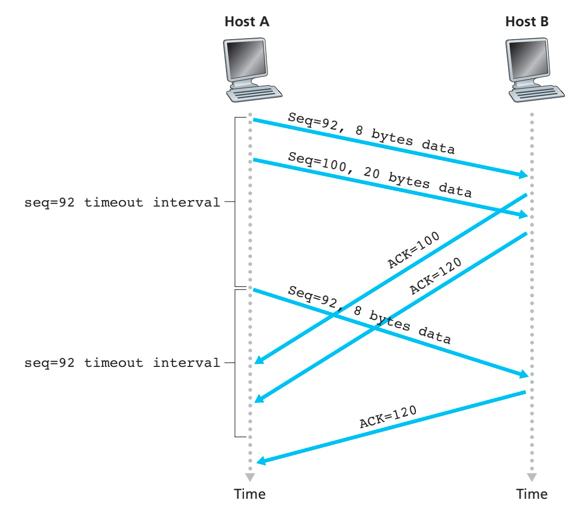 Host A
Host B
Seq=92, 8 bytes data
Seq=100, 20 bytes data
seq=92 timeout interval
ACK=100
ACK=120
Seq=92, 8 bytes data
seq=92 timeout interval
ACK=120
Time
Time